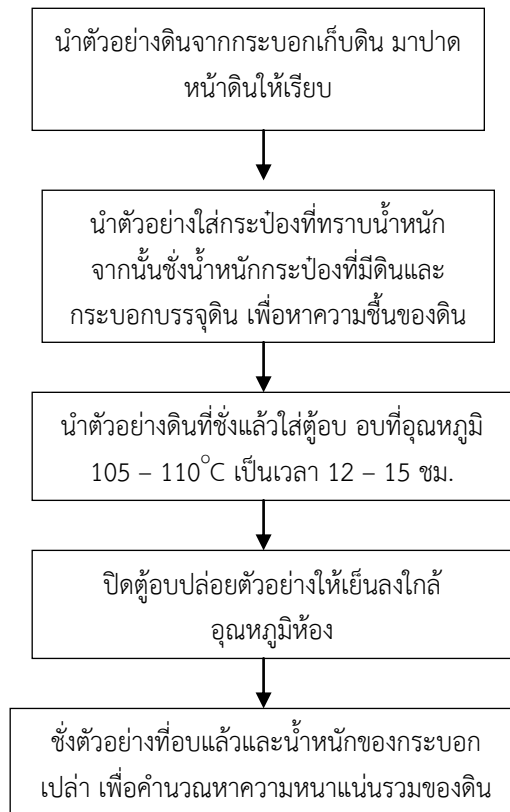 นำตัวอย่างดินจากกระบอกเก็บดิน มาปาด
หน้าดินให้เรียบ
นำตัวอย่างใส่กระป๋องที่ทราบน้ำหนัก
จากนั้นชั่งน้ำหนักกระป๋องที่มีดินและ
กระบอกบรรจุดิน เพื่อหาความชื้นของดิน
นำตัวอย่างดินที่ชั่งแล้วใส่ตู้อบ อบที่อุณหภูมิ
105 – 110°C เป็นเวลา 12 – 15 ชม.
ปิดตู้อบปล่อยตัวอย่างให้เย็นลงใกล้
อุณหภูมิห้อง
ชั่งตัวอย่างที่อบแล้วและน้ำหนักของกระบอก
เปล่า เพื่อคำนวณหาความหนาแน่นรวมของดิน